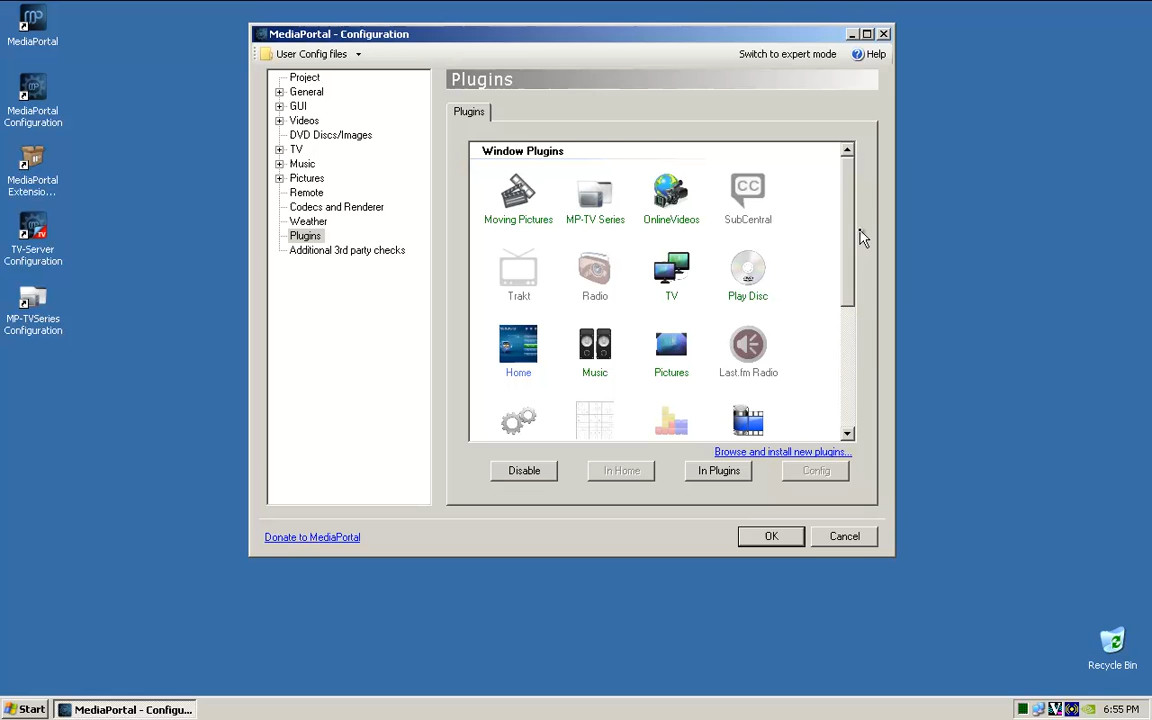 MediaPortal
MediaPortal
Configuration
MediaPortal
Extensio...
TV-Server
Configuration
MP-TVSeries
Configuration
MediaPortal - Configuration
User Config files
Switch to expert mode
Help
Project
General
GUI
Videos
DVD Discs/Images
TV
Music
Pictures
Remote
Codecs and Renderer
Weather
Plugins
Additional 3rd party checks
Plugins
Plugins
Window Plugins
Moving Pictures
MP-TV Series
OnlineVideos
CC
SubCentral
Trakt
Radio
TV
DVD
Play Disc
Home
Music
Pictures
Last.fm Radio
Browse and install new plugins...
Disable
In Home
In Plugins
Config
Donate to MediaPortal
OK
Cancel
Recycle Bin
Start
MediaPortal - Configu...
6:55 PM